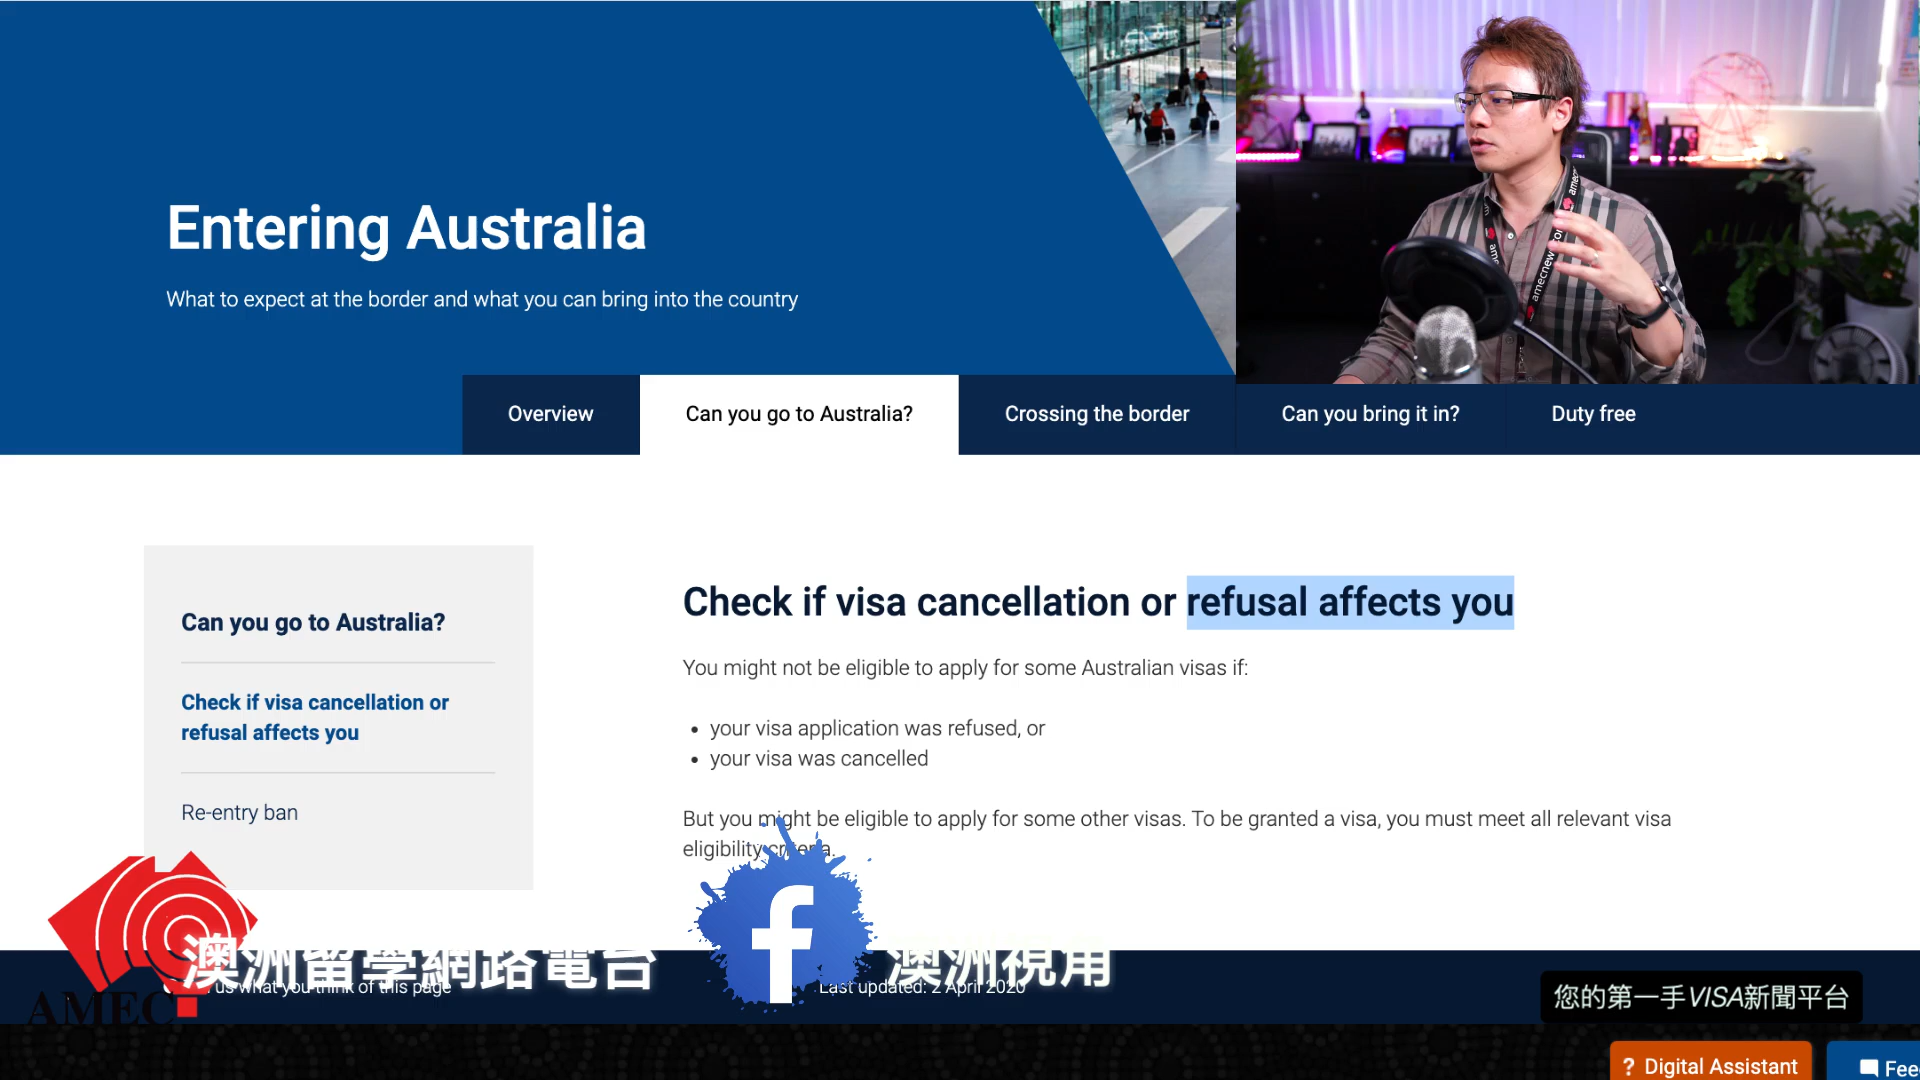 Entering Australia
What to expect at the border and what you can bring into the country
Overview
Can you go to Australia?
Crossing the border
Can you bring it in?
Duty free
Can you go to Australia?
Check if visa cancellation or
refusal affects you
Re-entry ban
Check if visa cancellation or refusal affects you
You might not be eligible to apply for some Australian visas if:
• your visa application was refused, or
• your visa was cancelled
But you might be eligible to apply for some other visas. To be granted a visa, you must meet all relevant visa
eligibility criteria.
澳洲留學網路電台
澳洲視角
us what you think of this page
Last updated: 2 April 2020
AMEC
您的第一手VISA新聞平台
? Digital Assistant